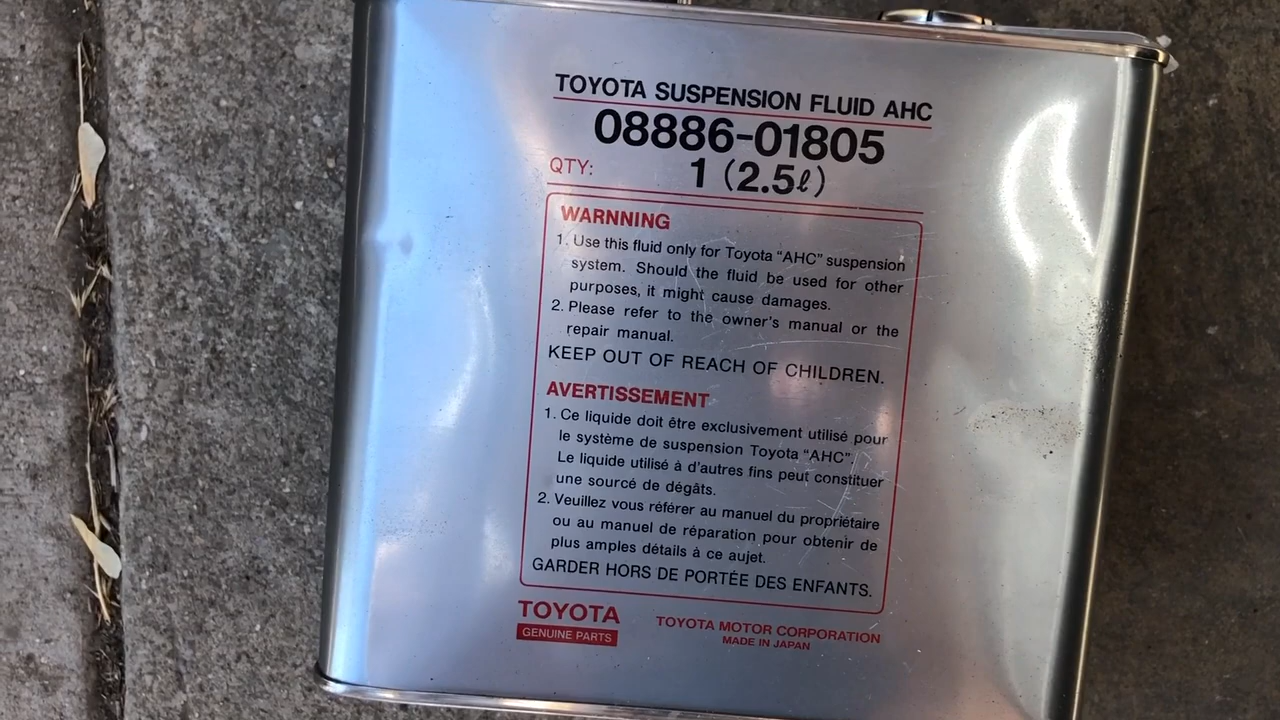 TOYOTA SUSPENSION FLUID AHC
08886-01805
QTY: 1 (2.5ℓ)
WARNNING
1. Use this fluid only for Toyota “AHC” suspension
system. Should the fluid be used for other
purposes, it might cause damages.
2. Please refer to the owner's manual or the
repair manual.
KEEP OUT OF REACH OF CHILDREN.
AVERTISSEMENT
1. Ce liquide doit être exclusivement utilisé pour
le système de suspension Toyota “AHC”.
Le liquide utilisé à d'autres fins peut constituer
une sourcé de dégâts.
2. Veuillez vous référer au manuel du propriétaire
ou au manuel de réparation pour obtenir de
plus amples détails à ce aujet.
GARDER HORS DE PORTÉE DES ENFANTS.
TOYOTA
GENUINE PARTS
TOYOTA MOTOR CORPORATION
MADE IN JAPAN